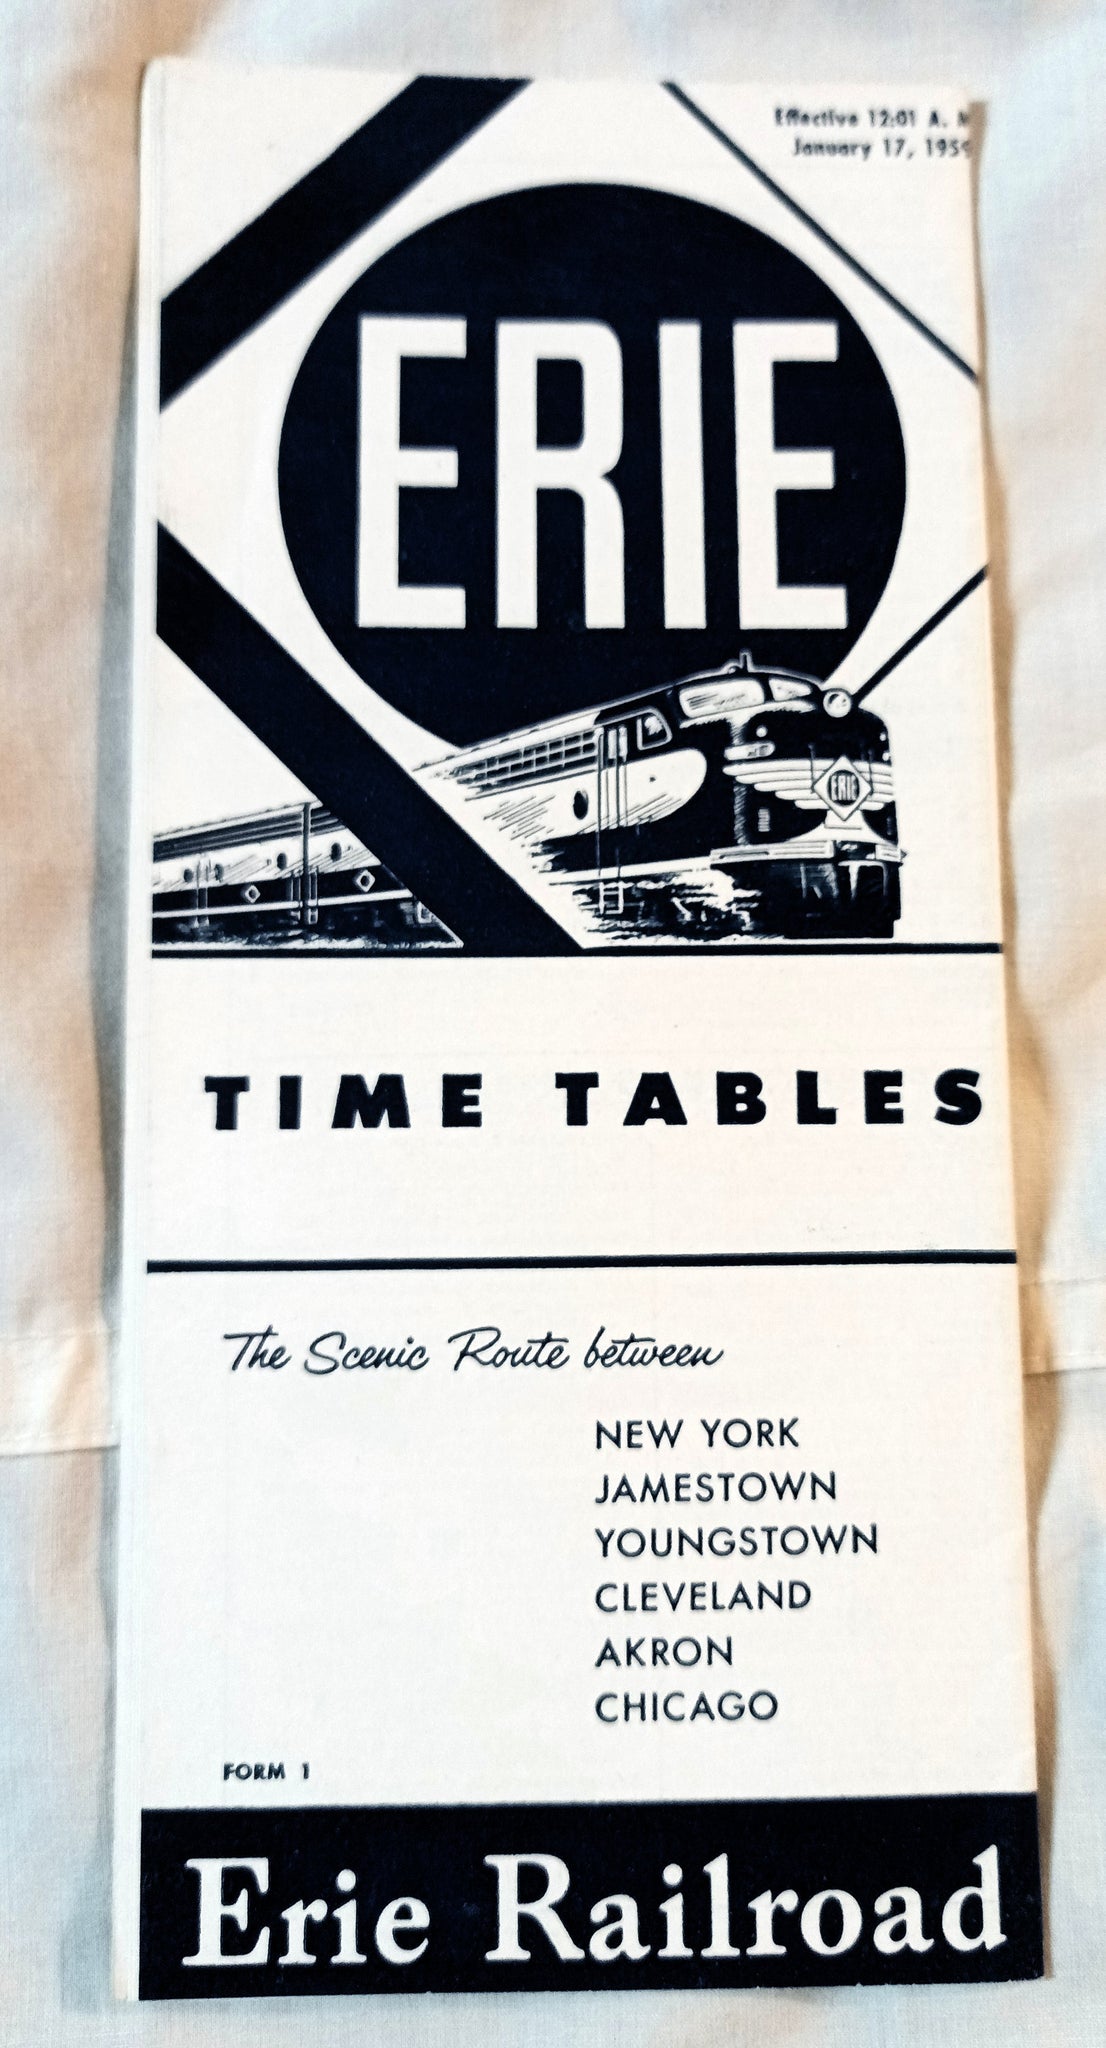 Effective 12:01 A.
January 17, 1959
ERIE
ERIE
TIME TABLES
The Scenic Route between
NEW YORK
JAMESTOWN
YOUNGSTOWN
CLEVELAND
AKRON
CHICAGO
FORM 1
Erie Railroad